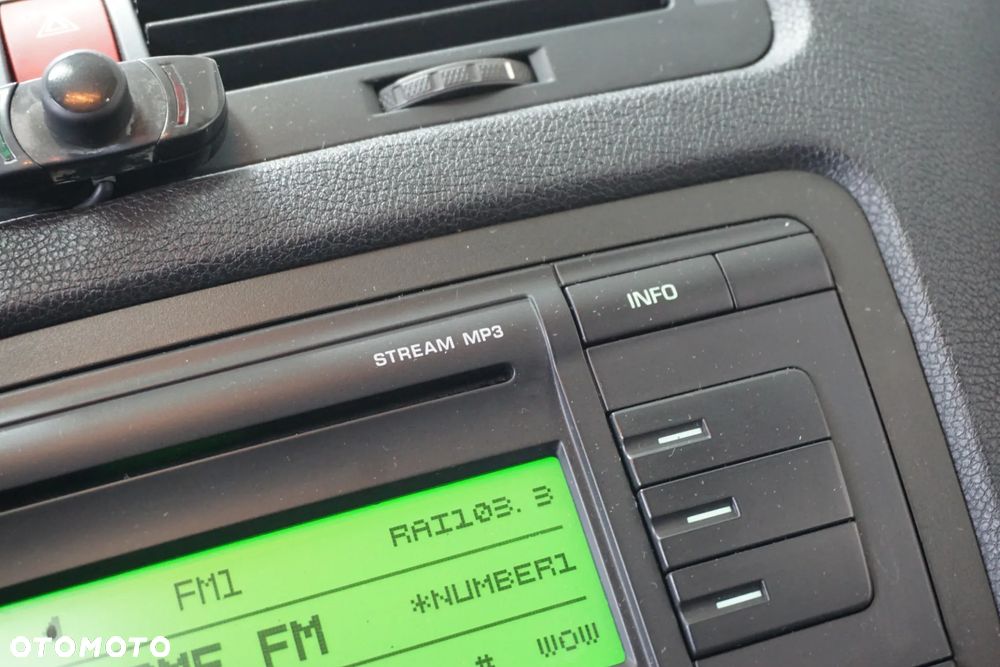 INFO
STREAM MP3
RAI103.3
FM1
*NUMBER1
FM
# WOW
OTOMOTO